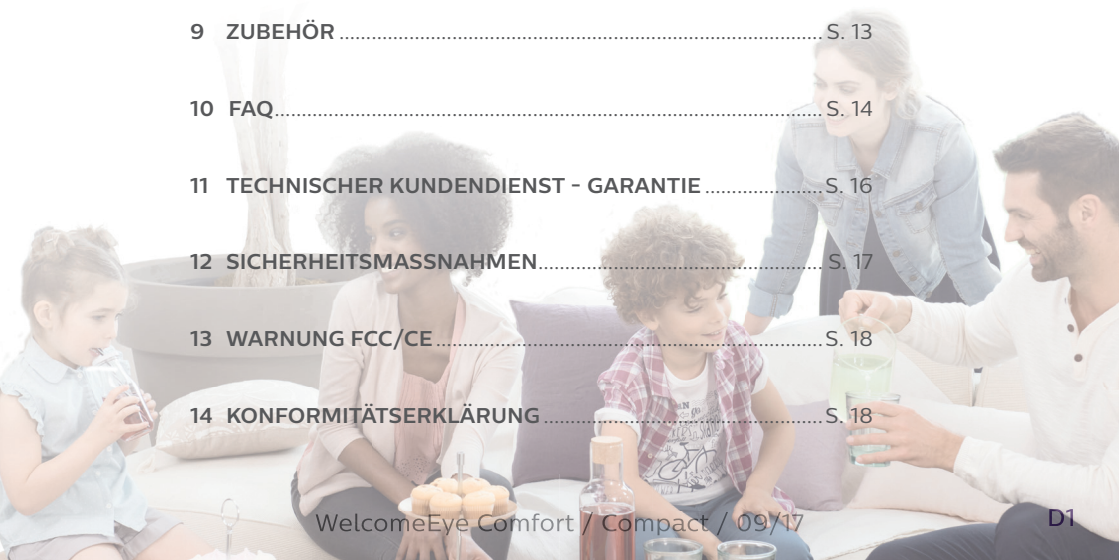 9 ZUBEHÖR ........................................................................................... S. 13
10 FAQ....................................................................................................... S. 14
11 TECHNISCHER KUNDENDIENST - GARANTIE ...................... S. 16
12 SICHERHEITSMASSNAHMEN..................................................... S. 17
13 WARNUNG FCC/CE ......................................................................... S. 18
14 KONFORMITÄTSERKLÄRUNG ..................................................... S. 18
WelcomeEye Comfort / Compact / 09/17
D1